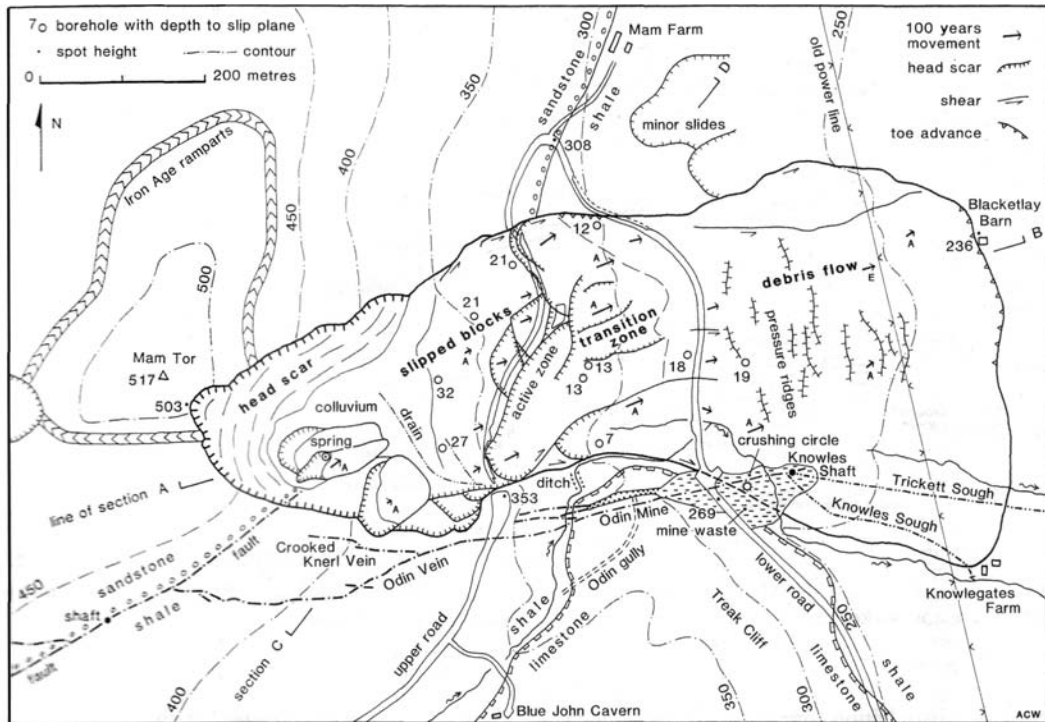 7 borehole with depth to slip plane
spot height
contour
0 200 metres
N
100 years
movement
head scar
shear
toe advance
300
Mam Farm
250
old power line
350
sandstone
shale
D
minor slides
308
400
Iron Age ramparts
450
500
Mam Tor
517
503
head scar
colluvium
spring
A
A
drain
slipped blocks
21
21
A
32
27
12
A
A
active zone
transition
zone
13
13
18
7
A
19
A
debris flow
E
A
A
pressure ridges
Blacketlay
Barn
236
B
crushing circle
Knowles
Shaft
Trickett Sough
Knowles Sough
269
mine waste
ditch
353
Odin Mine
Odin gully
Crooked
Knerl Vein
Odin Vein
line of section A
450
sandstone
fault
shaft
shale
fault
section C
400
upper road
shale
limestone
Blue John Cavern
Treak Cliff
350
300
lower road
250
limestone
shale
Knowlegates
Farm
ACW